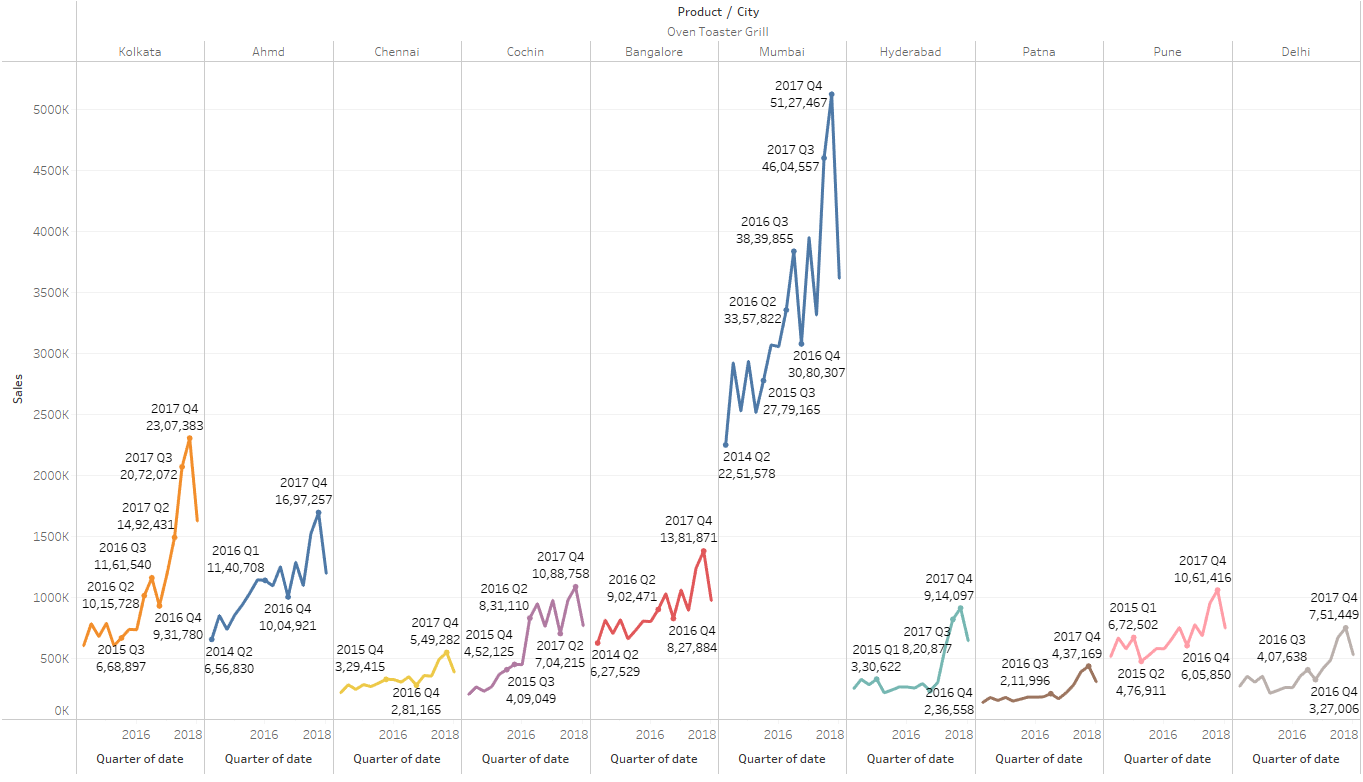 Product / City
Oven Toaster Grill
Kolkata
Ahmd
Chennai
Cochin
Bangalore
Mumbai
Hyderabad
Patna
Pune
Delhi
Sales
5000K
4500K
4000K
3500K
3000K
2500K
2000K
1500K
1000K
500K
0K
2017 Q4
23,07,383
2017 Q3
20,72,072
2017 Q2
14,92,431
2016 Q3
11,61,540
2016 Q2
10,15,728
2016 Q4
9,31,780
2015 Q3
6,68,897
2017 Q4
16,97,257
2016 Q1
11,40,708
2016 Q4
10,04,921
2014 Q2
6,56,830
2017 Q4
5,49,282
2015 Q4
3,29,415
2016 Q4
2,81,165
2017 Q4
10,88,758
2016 Q2
8,31,110
2015 Q4
4,52,125
2017 Q2
7,04,215
2015 Q3
4,09,049
2017 Q4
13,81,871
2016 Q2
9,02,471
2016 Q4
8,27,884
2014 Q2
6,27,529
2017 Q4
51,27,467
2017 Q3
46,04,557
2016 Q3
38,39,855
2016 Q2
33,57,822
2016 Q4
30,80,307
2015 Q3
27,79,165
2014 Q2
22,51,578
2017 Q4
9,14,097
2017 Q3
8,20,877
2015 Q1
3,30,622
2016 Q4
2,36,558
2017 Q4
4,37,169
2016 Q3
2,11,996
2017 Q4
10,61,416
2015 Q1
6,72,502
2016 Q4
6,05,850
2015 Q2
4,76,911
2017 Q4
7,51,449
2016 Q3
4,07,638
2016 Q4
3,27,006
2016 2018
2016 2018
2016 2018
2016 2018
2016 2018
2016 2018
2016 2018
2016 2018
2016 2018
2016 2018
Quarter of date
Quarter of date
Quarter of date
Quarter of date
Quarter of date
Quarter of date
Quarter of date
Quarter of date
Quarter of date
Quarter of date